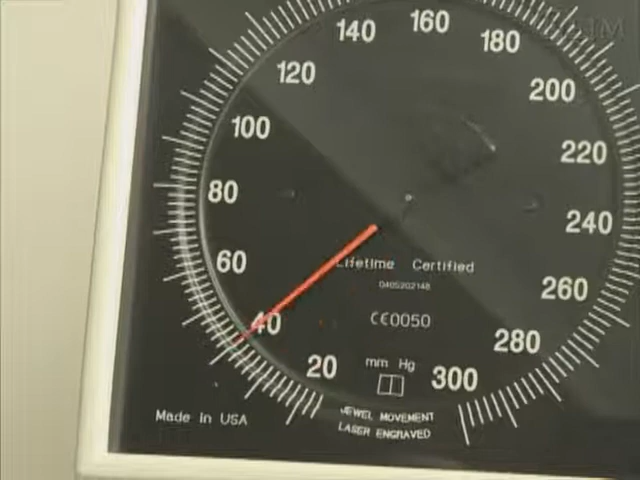 160
140
180
120
200
100
220
80
240
60
Lifetime Certified
0405202148
260
40
CE0050
280
20
mm Hg
300
JEWEL MOVEMENT
LASER ENGRAVED
Made in USA